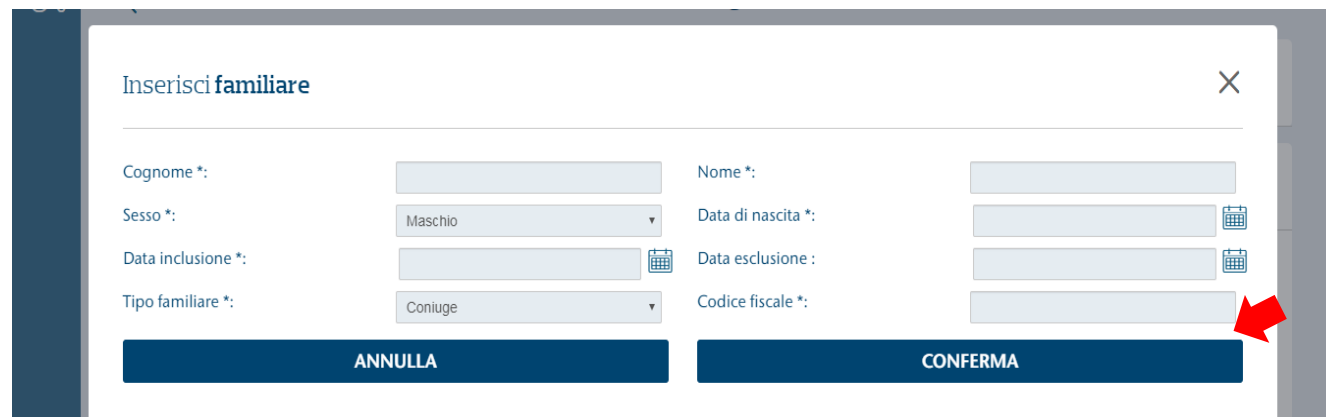 Inserisci familiare
Cognome *:
Nome *:
Sesso *:
Maschio
Data di nascita *:
Data inclusione *:
Data esclusione :
Tipo familiare *:
Coniuge
Codice fiscale *:
ANNULLA
CONFERMA